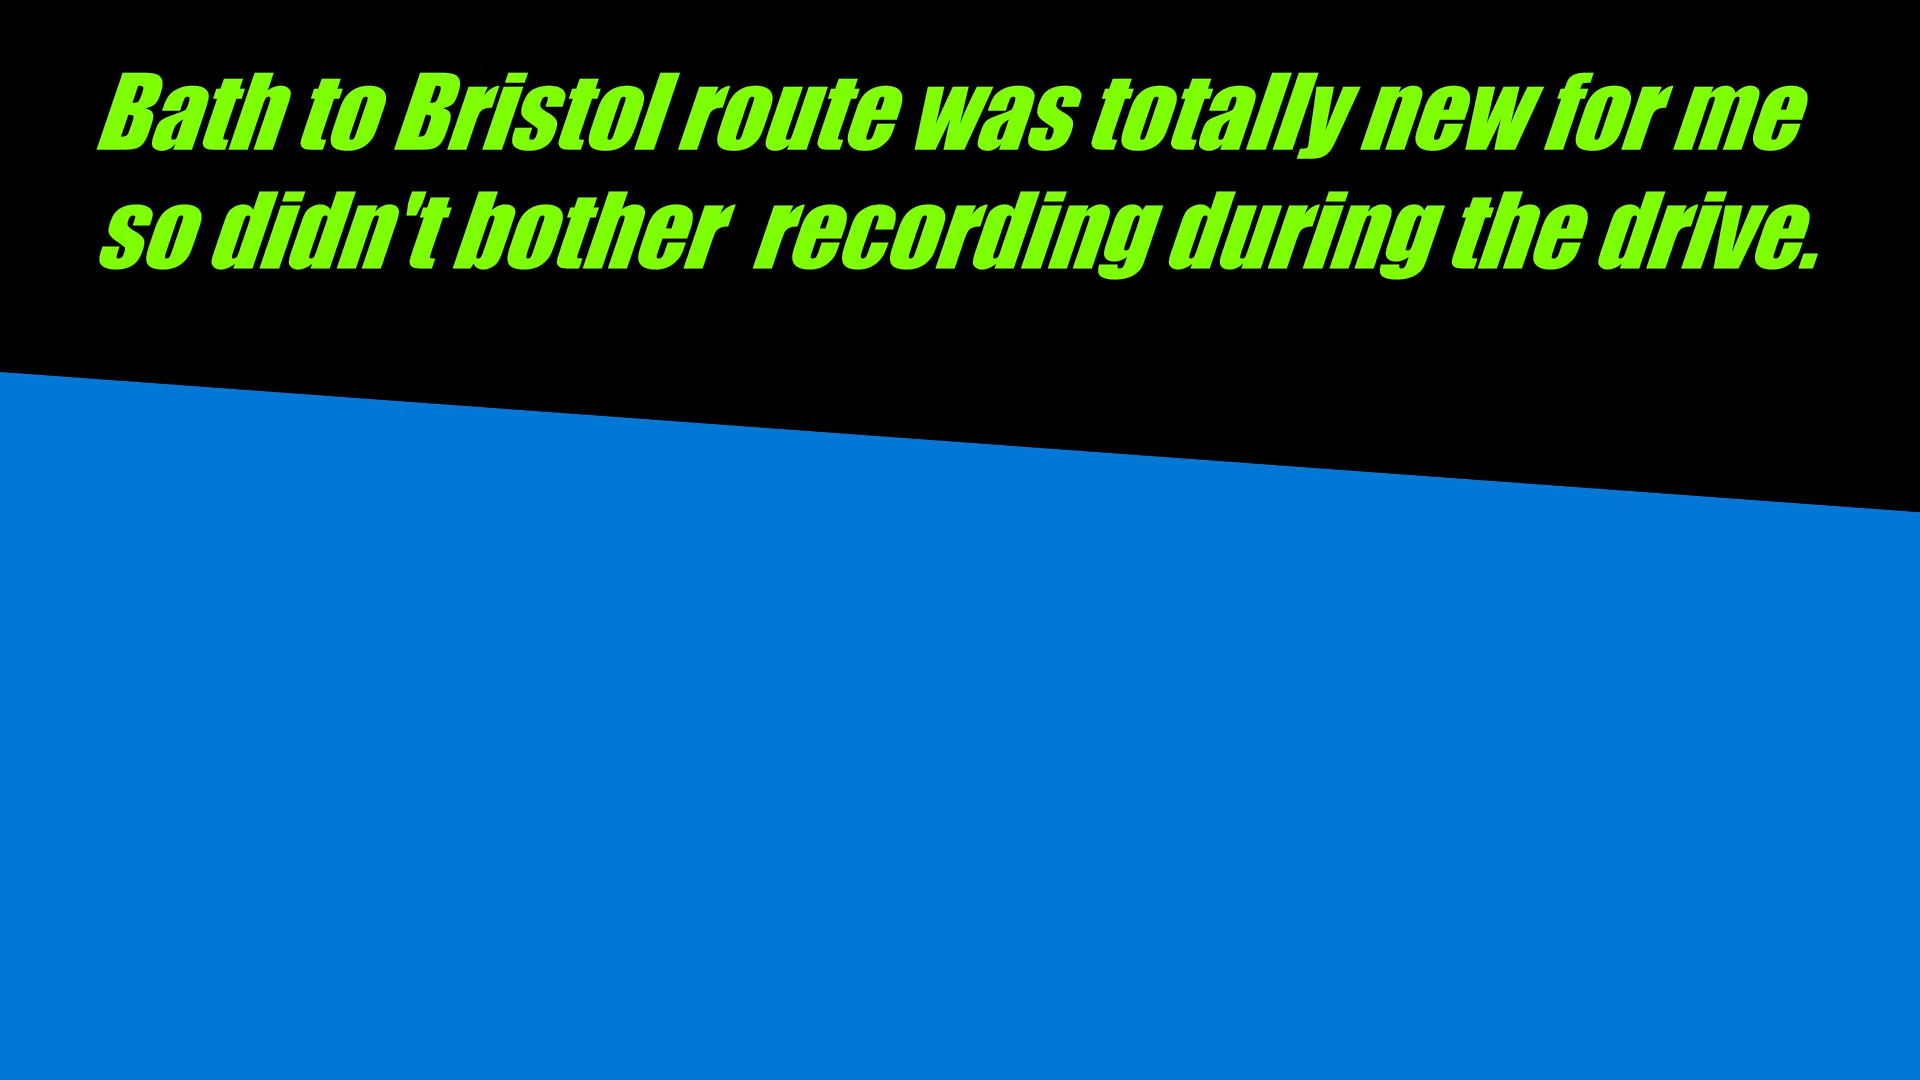 Bath to Bristol route was totally new for me
so didn't bother  recording during the drive.